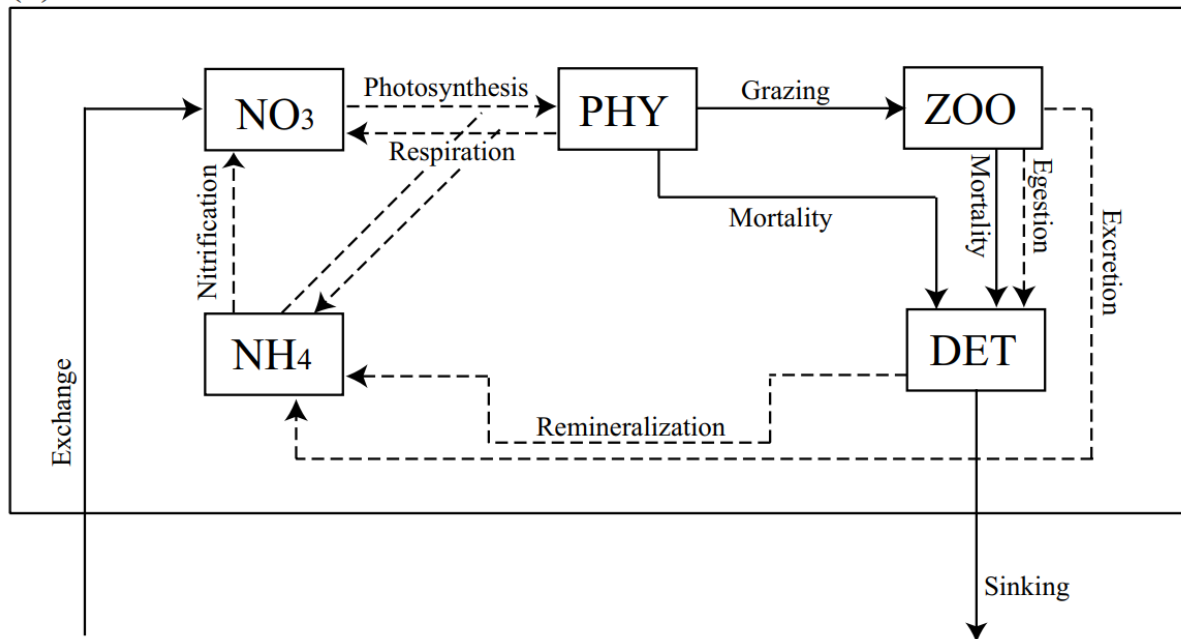 Photosynthesis
Grazing
NO3
PHY
ZOO
Respiration
Mortality
Mortality
Egestion
Excretion
Nitrification
NH4
DET
Exchange
Remineralization
Sinking